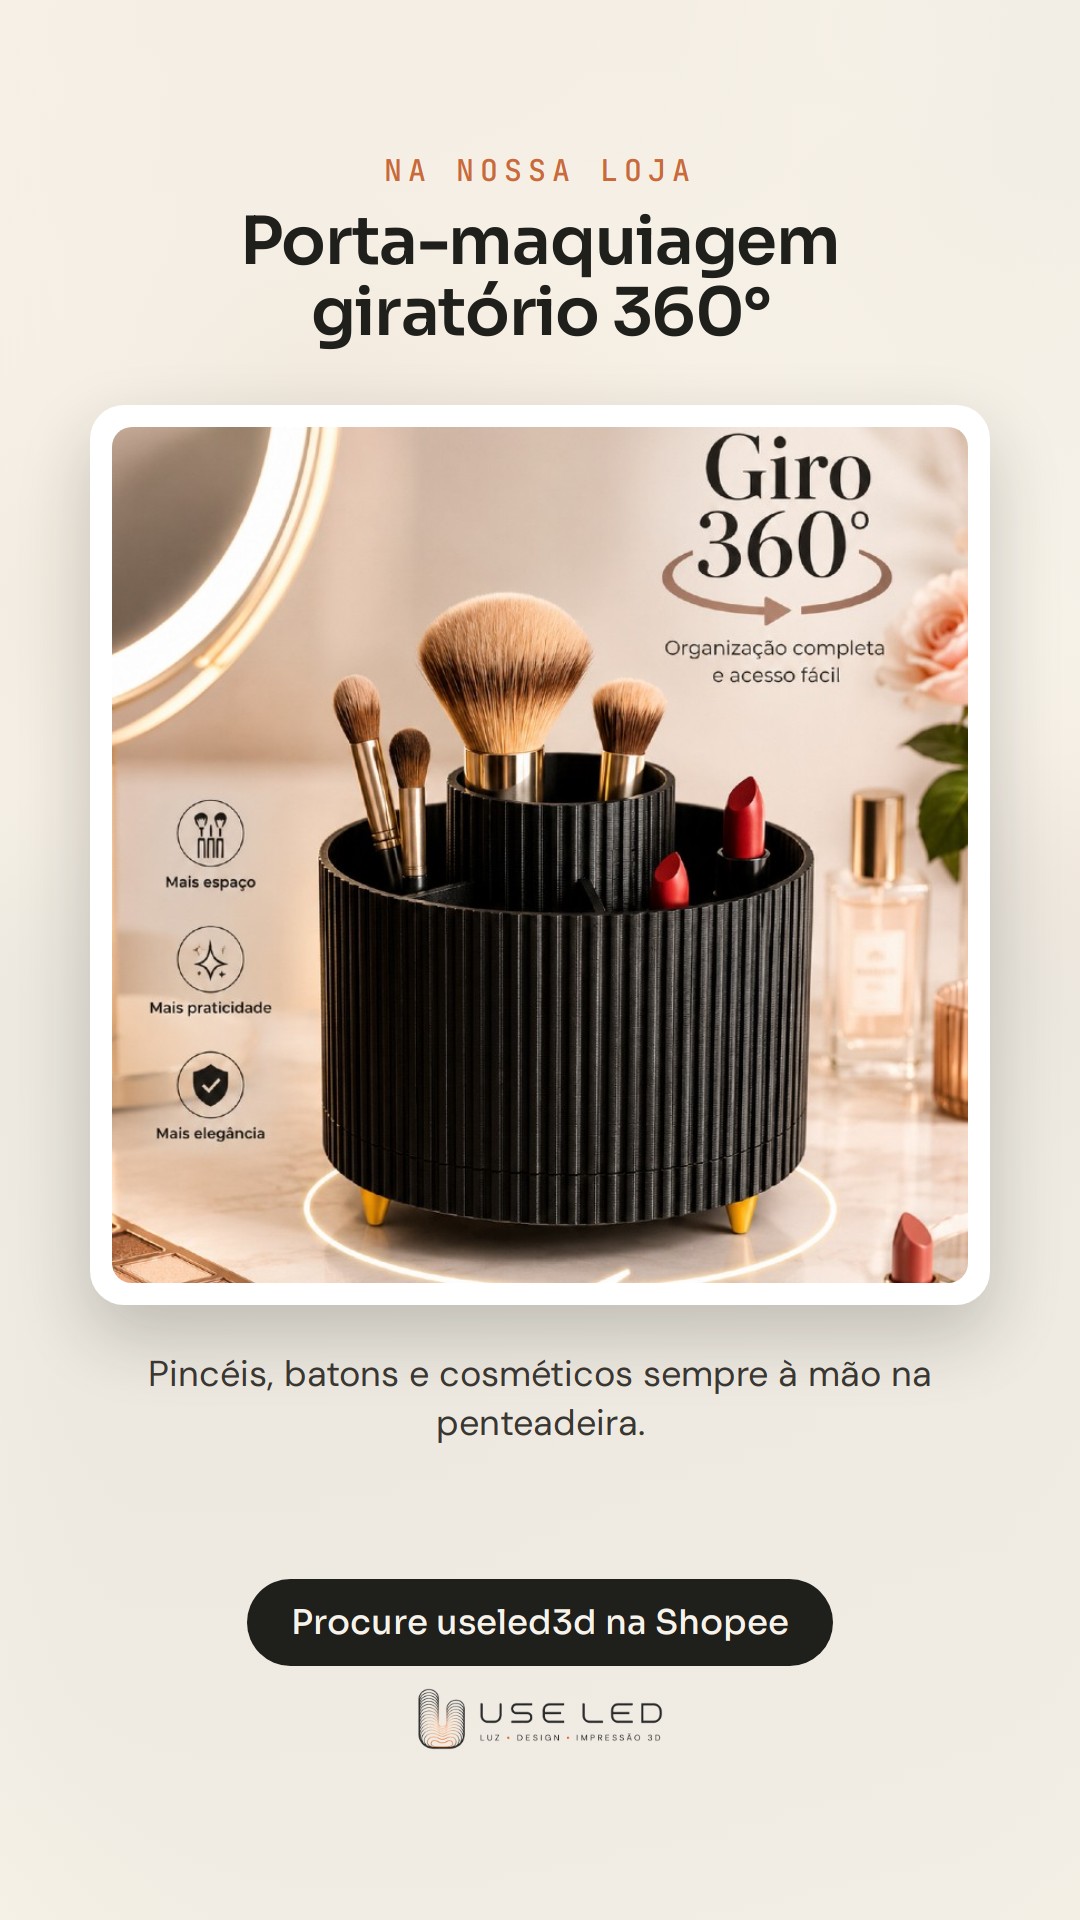 NA NOSSA LOJA
Porta-maquiagem
giratório 360°
Giro
360°
Organização completa
e acesso fácil
Mais espaço
Mais praticidade
Mais elegância
Pincéis, batons e cosméticos sempre à mão na
penteadeira.
Procure useled3d na Shopee
USE LED
LUZ • DESIGN • IMPRESSÃO 3D